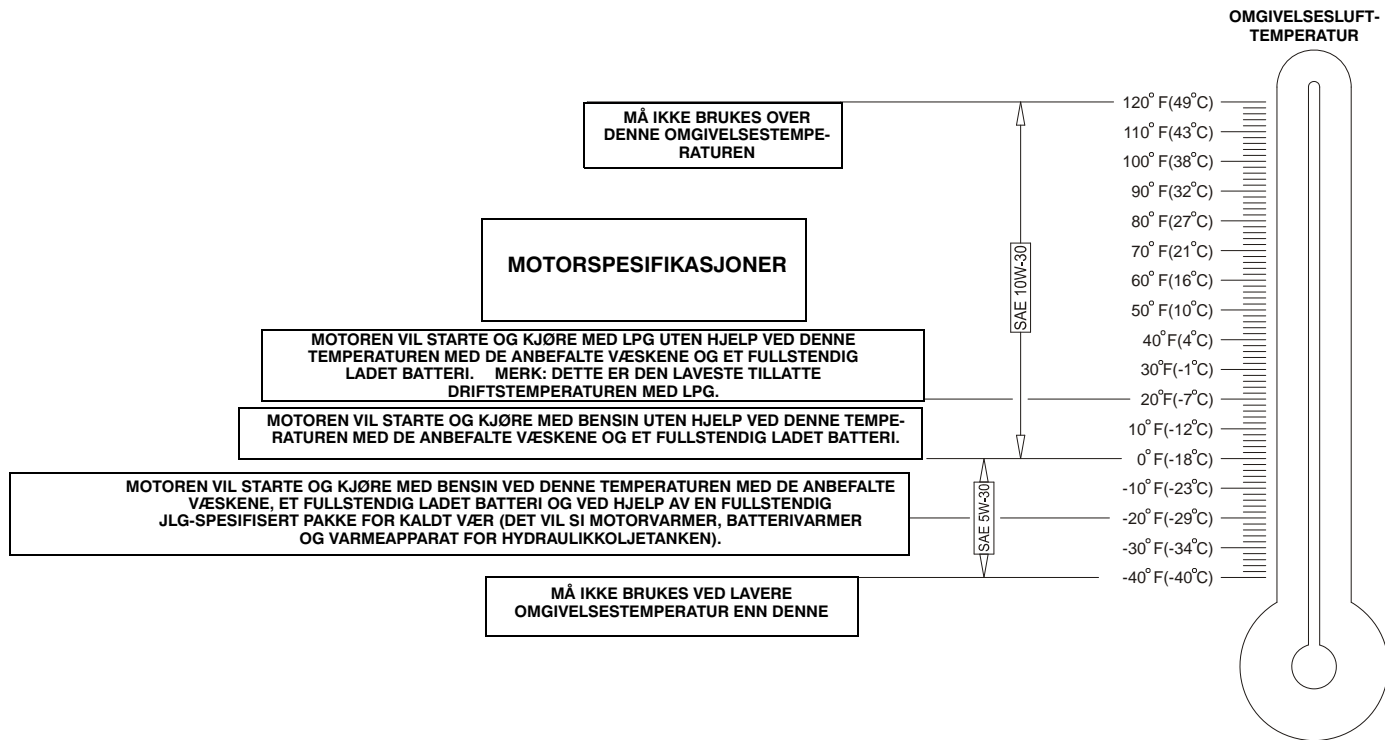 OMGIVELSESLUFT-
TEMPERATUR
MÅ IKKE BRUKES OVER
DENNE OMGIVELSESTEMPE-
RATUREN
MOTORSPESIFIKASJONER
MOTOREN VIL STARTE OG KJØRE MED LPG UTEN HJELP VED DENNE
TEMPERATUREN MED DE ANBEFALTE VÆSKENE OG ET FULLSTENDIG
LADET BATTERI. MERK: DETTE ER DEN LAVESTE TILLATTE
DRIFTSTEMPERATUREN MED LPG.
MOTOREN VIL STARTE OG KJØRE MED BENSIN UTEN HJELP VED DENNE TEMPE-
RATUREN MED DE ANBEFALTE VÆSKENE OG ET FULLSTENDIG LADET BATTERI.
MOTOREN VIL STARTE OG KJØRE MED BENSIN VED DENNE TEMPERATUREN MED DE ANBEFALTE
VÆSKENE, ET FULLSTENDIG LADET BATTERI OG VED HJELP AV EN FULLSTENDIG
JLG-SPESIFISERT PAKKE FOR KALDT VÆR (DET VIL SI MOTORVARMER, BATTERIVARMER
OG VARMEAPPARAT FOR HYDRAULIKKOLJETANKEN).
MÅ IKKE BRUKES VED LAVERE
OMGIVELSESTEMPERATUR ENN DENNE
SAE 10W-30
SAE 5W-30
120° F(49°C)
110° F(43°C)
100° F(38°C)
90° F(32°C)
80° F(27°C)
70° F(21°C)
60° F(16°C)
50° F(10°C)
40° F(4°C)
30°F(-1°C)
20°F(-7°C)
10° F(-12°C)
0° F(-18°C)
-10° F(-23°C)
-20° F(-29°C)
-30° F(-34°C)
-40° F(-40°C)